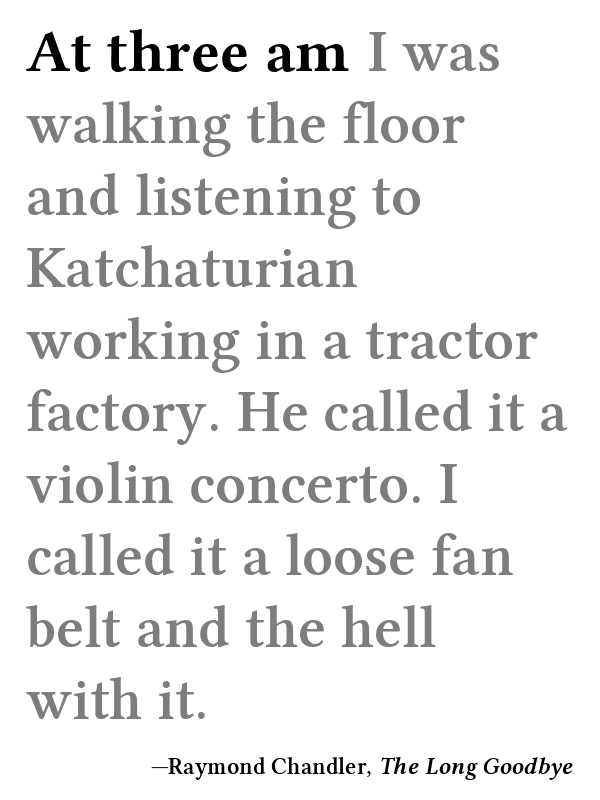 At three am I was
walking the floor
and listening to
Katchaturian
working in a tractor
factory. He called it a
violin concerto. I
called it a loose fan
belt and the hell
with it.
—Raymond Chandler, The Long Goodbye